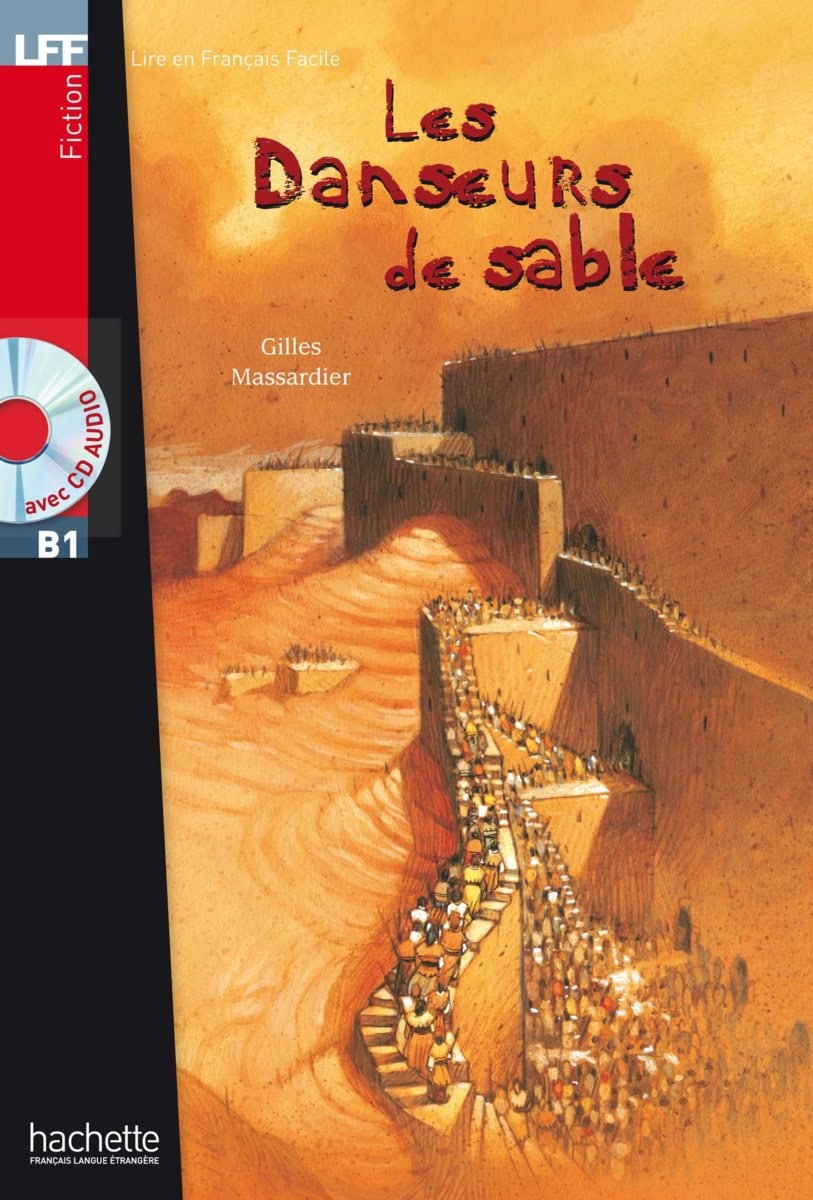 LFF
Fiction
Lire en Français Facile
Les
Danseurs
de sable
Gilles
Massardier
avec CD AUDIO
B1
hachette
FRANÇAIS LANGUE ÉTRANGÈRE